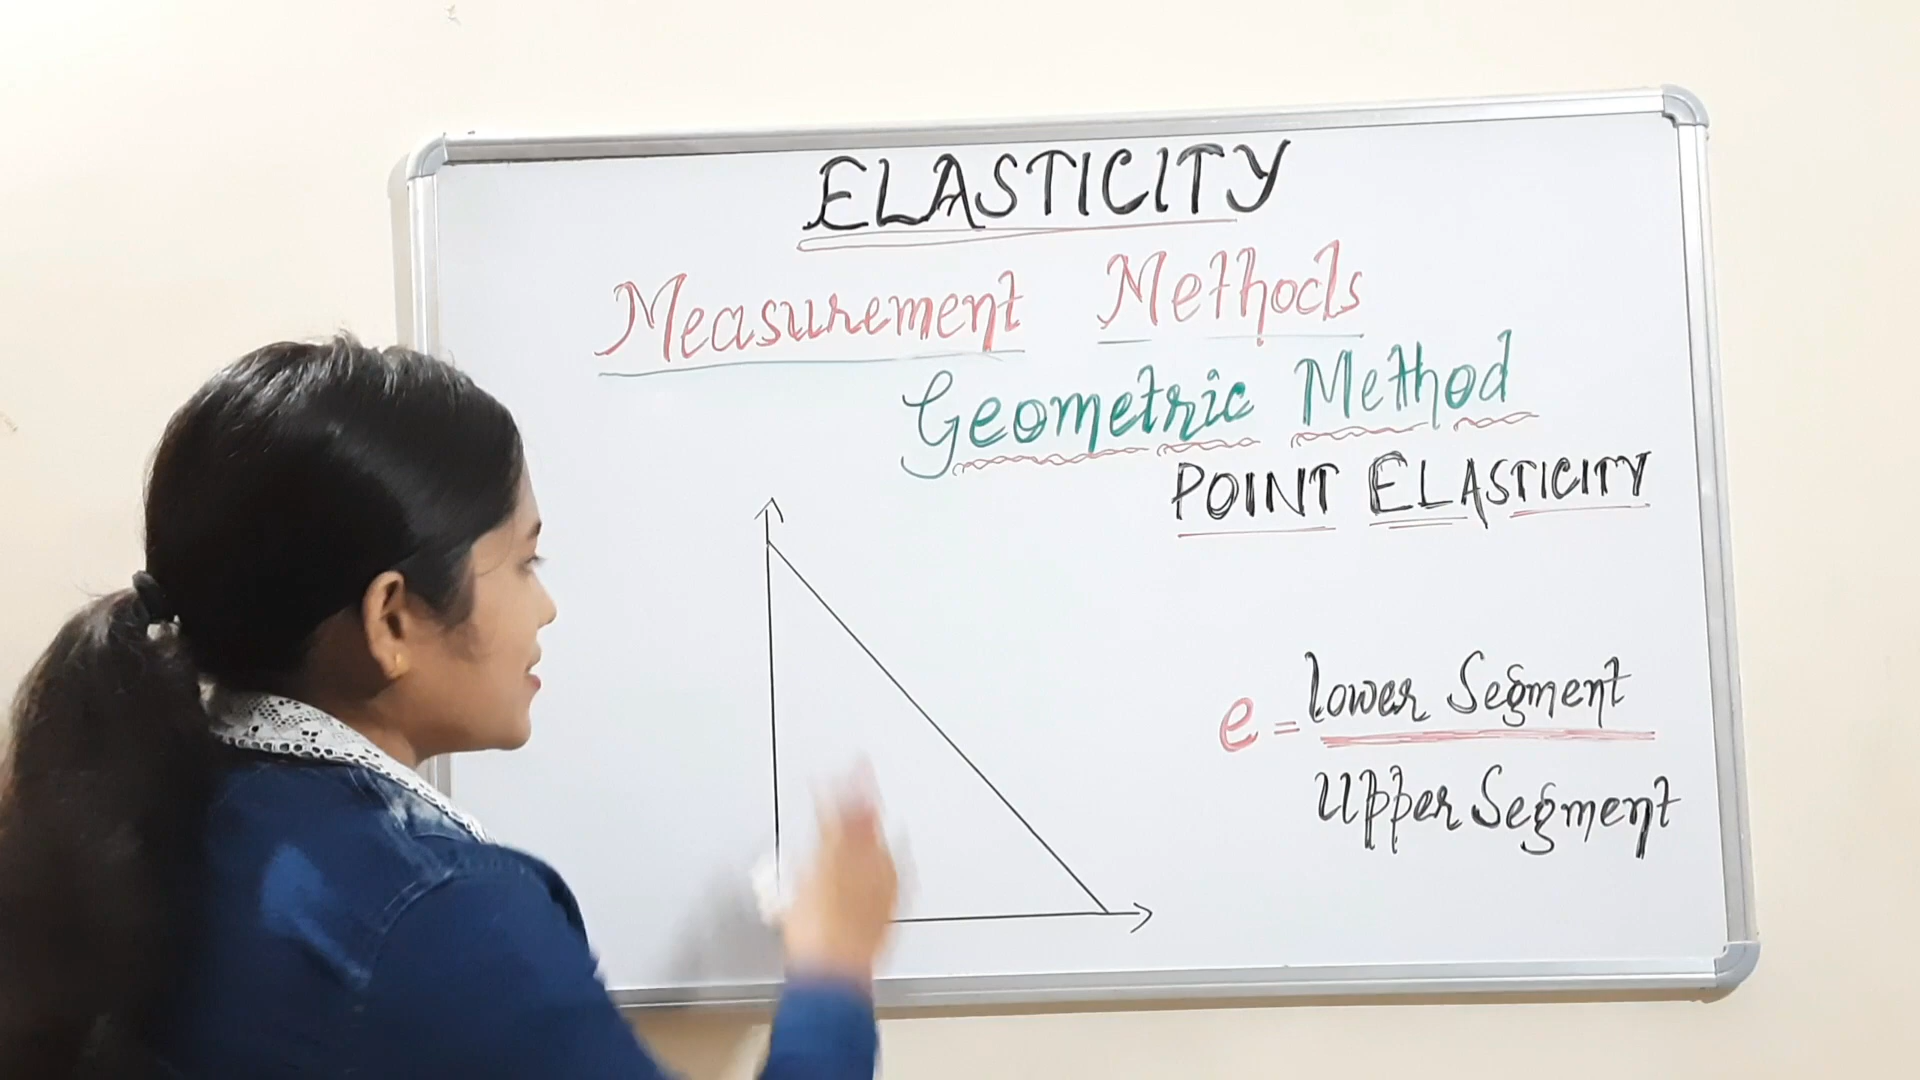 ELASTICITY
Measurement Methods
Geometric Method
POINT ELASTICITY
e = Lower Segment
Upper Segment